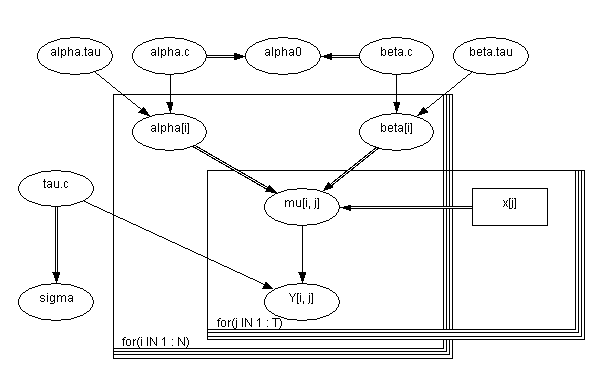 alpha.tau
alpha.c
alpha0
beta.c
beta.tau
alpha[i]
beta[i]
tau.c
mu[i, j]
x[j]
sigma
Y[i, j]
for(j IN 1 : T)
for(i IN 1 : N)